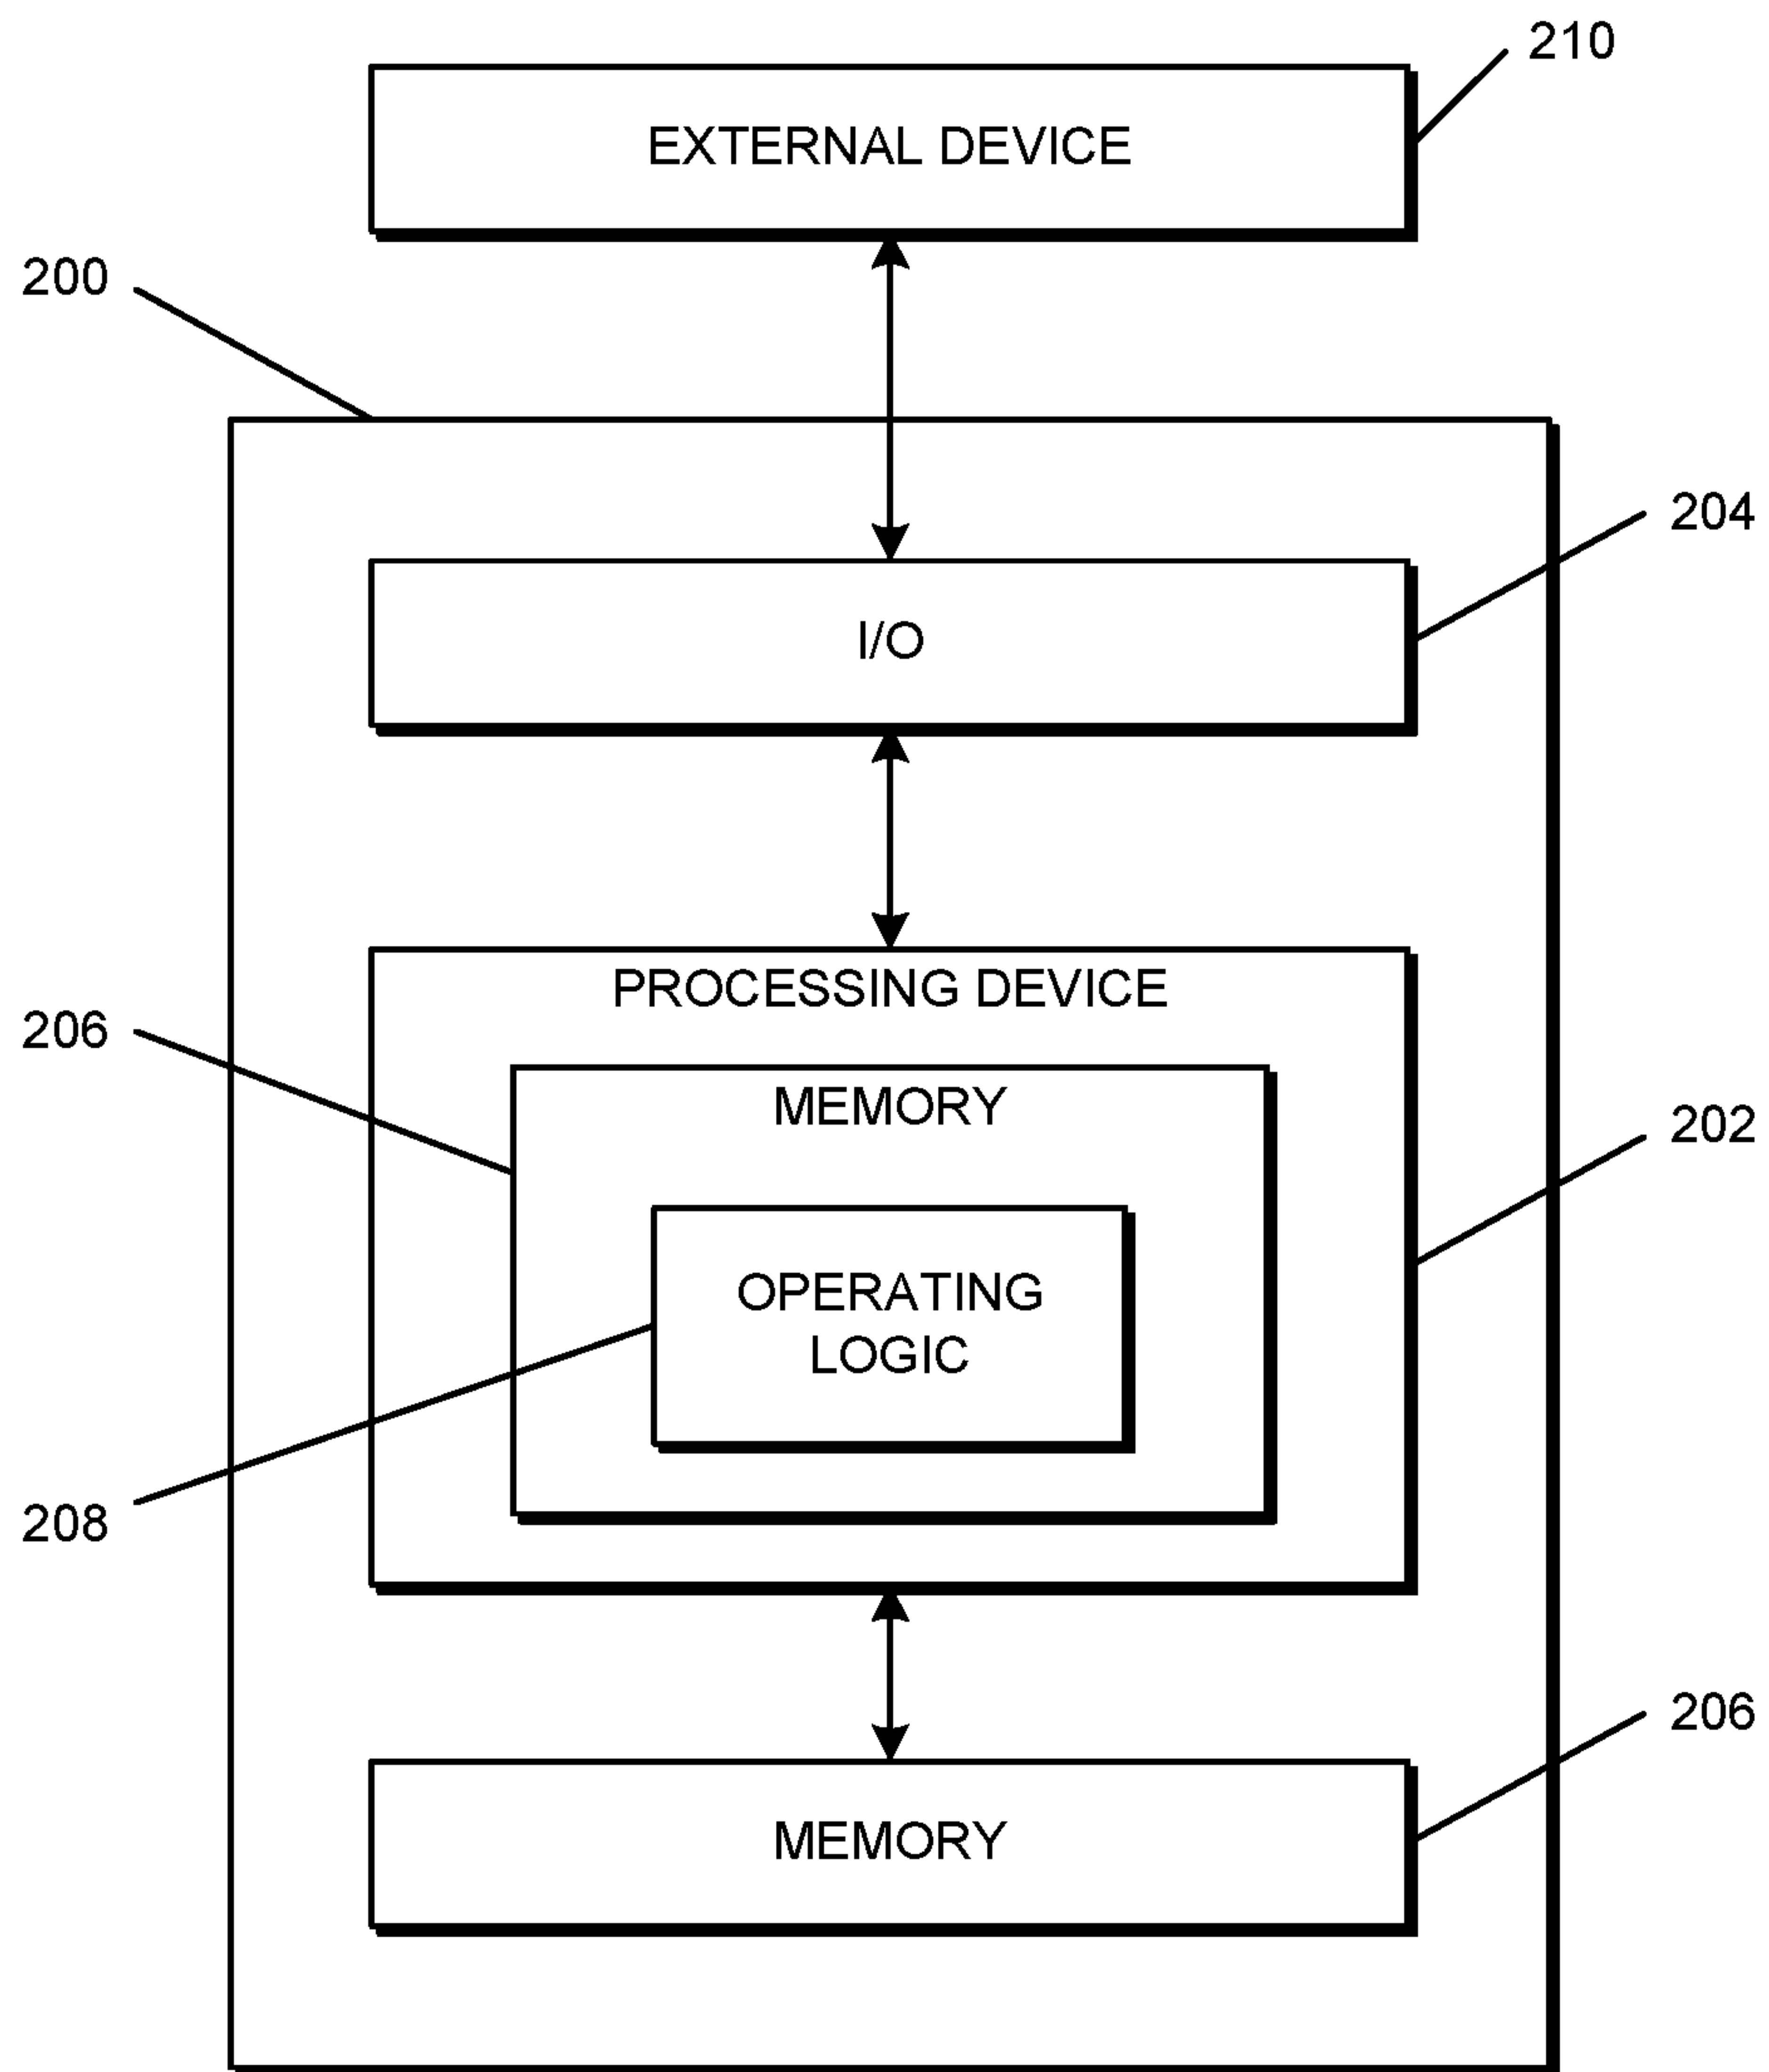 210
EXTERNAL DEVICE
200
204
I/O
PROCESSING DEVICE
206
MEMORY
202
OPERATING
LOGIC
208
206
MEMORY